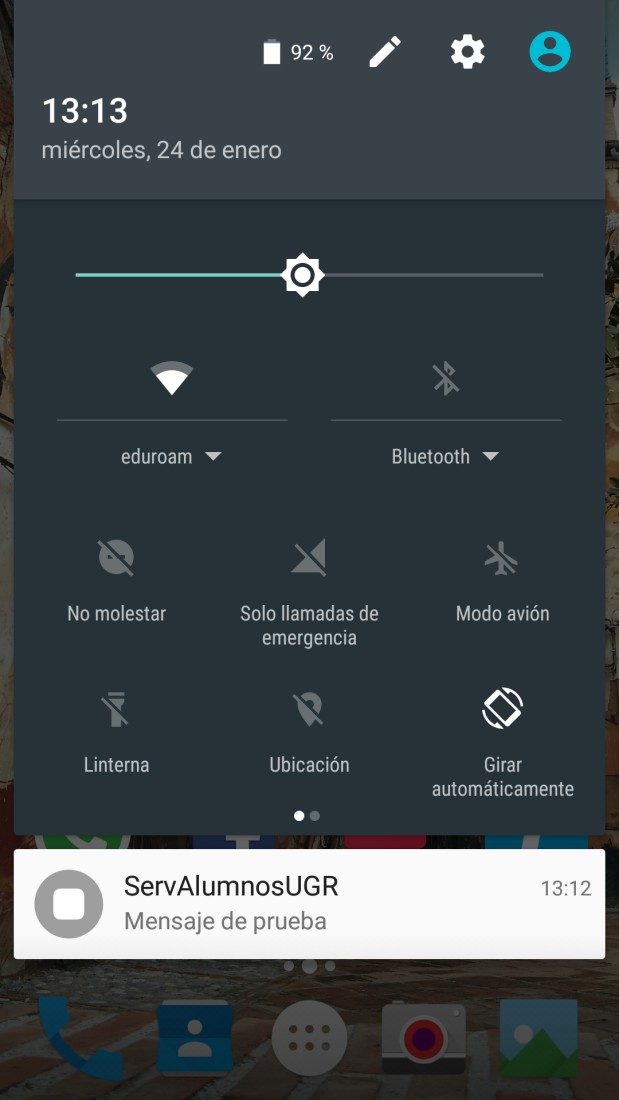 92 %
13:13
miércoles, 24 de enero
eduroam
Bluetooth
No molestar
Solo llamadas de
emergencia
Modo avión
Linterna
Ubicación
Girar
automáticamente
ServAlumnosUGR
13:12
Mensaje de prueba